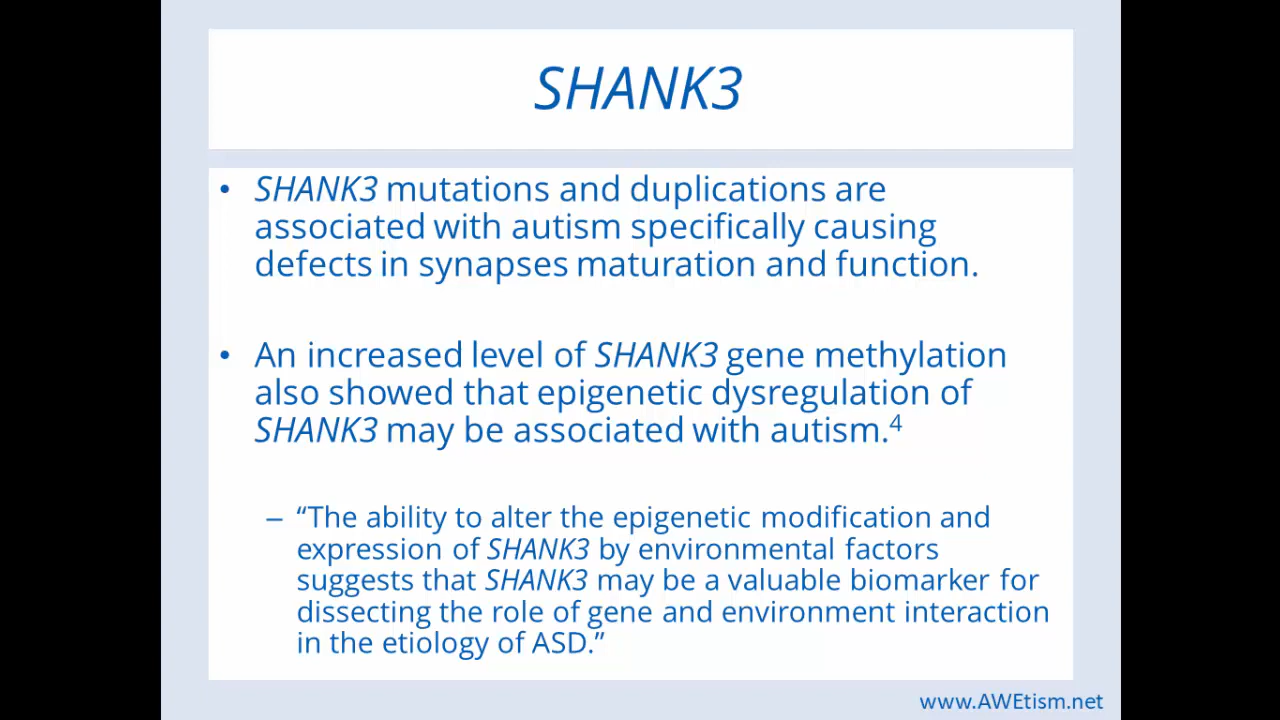 SHANK3
• SHANK3 mutations and duplications are
associated with autism specifically causing
defects in synapses maturation and function.
• An increased level of SHANK3 gene methylation
also showed that epigenetic dysregulation of
SHANK3 may be associated with autism.⁴
– “The ability to alter the epigenetic modification and
expression of SHANK3 by environmental factors
suggests that SHANK3 may be a valuable biomarker for
dissecting the role of gene and environment interaction
in the etiology of ASD.”
www.AWEtism.net